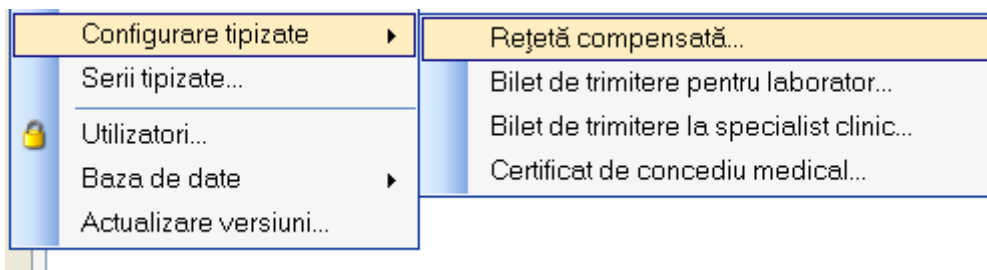 Configurare tipizate
Serii tipizate...
Utilizatori...
Baza de date
Actualizare versiuni...
Reţetă compensată...
Bilet de trimitere pentru laborator...
Bilet de trimitere la specialist clinic...
Certificat de concediu medical...